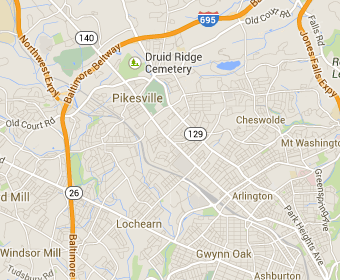 695
140
Old Court Rd
Falls Rd
Northwest Expy
Baltimore Beltway
Druid Ridge
Cemetery
Jones Falls Expy
Pikesville
Old Court Rd
129
Cheswolde
Mt Washington
26
Arlington
Greenspring Ave
Park Heights Ave
Lochearn
Windsor Mill
Gwynn Oak
Tudsbury Rd
Ashburton